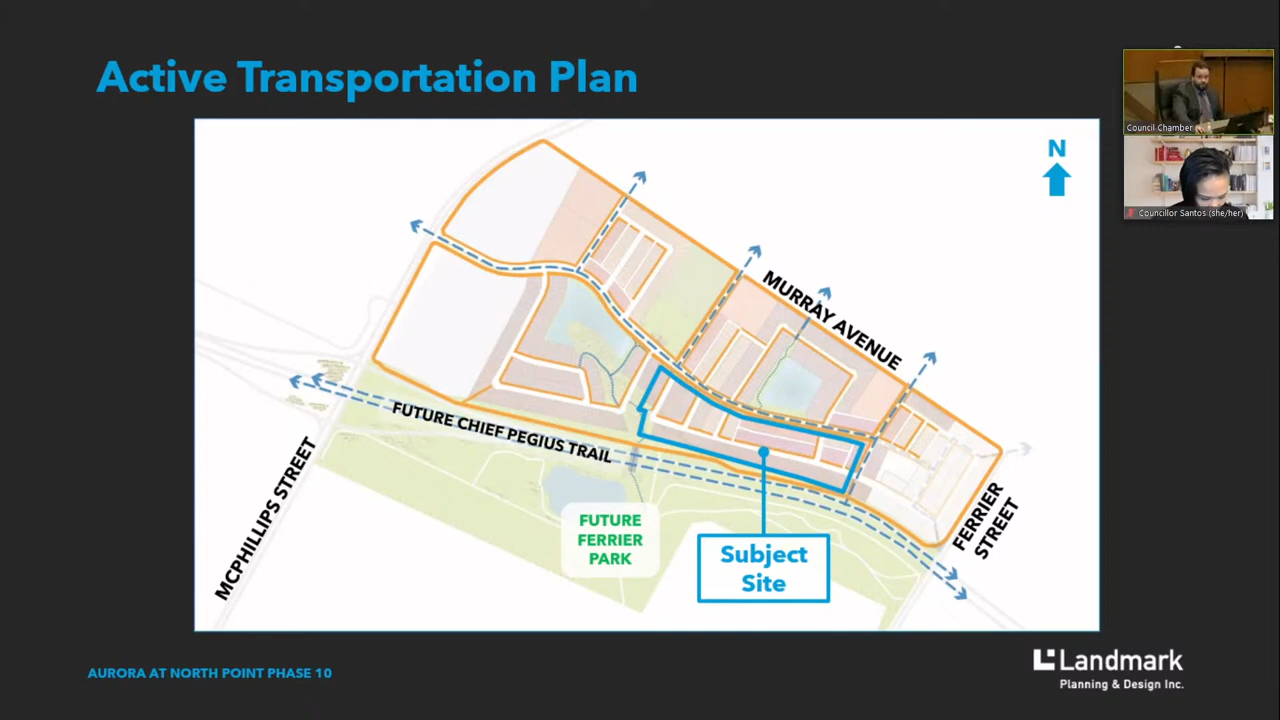 Active Transportation Plan
Council Chamber
Councillor Santos (she/her)
N
MURRAY AVENUE
FUTURE CHIEF PEGIUS TRAIL
MCPHILLIPS STREET
FERRIER
STREET
FUTURE
FERRIER
PARK
Subject
Site
AURORA AT NORTH POINT PHASE 10
Landmark
Planning & Design Inc.